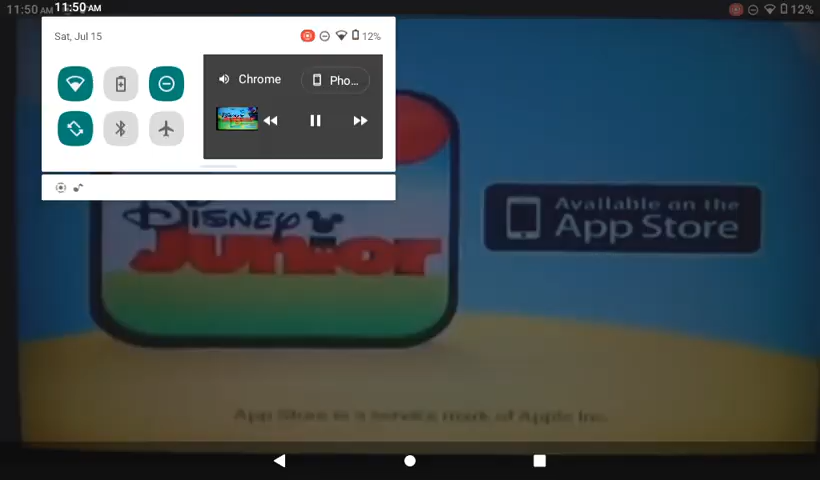 11:50 AM 11:50 AM 12%
Sat, Jul 15 12%
Chrome Pho...
DISNEY
Junior
Available on the
App Store
App Store is a service mark of Apple Inc.